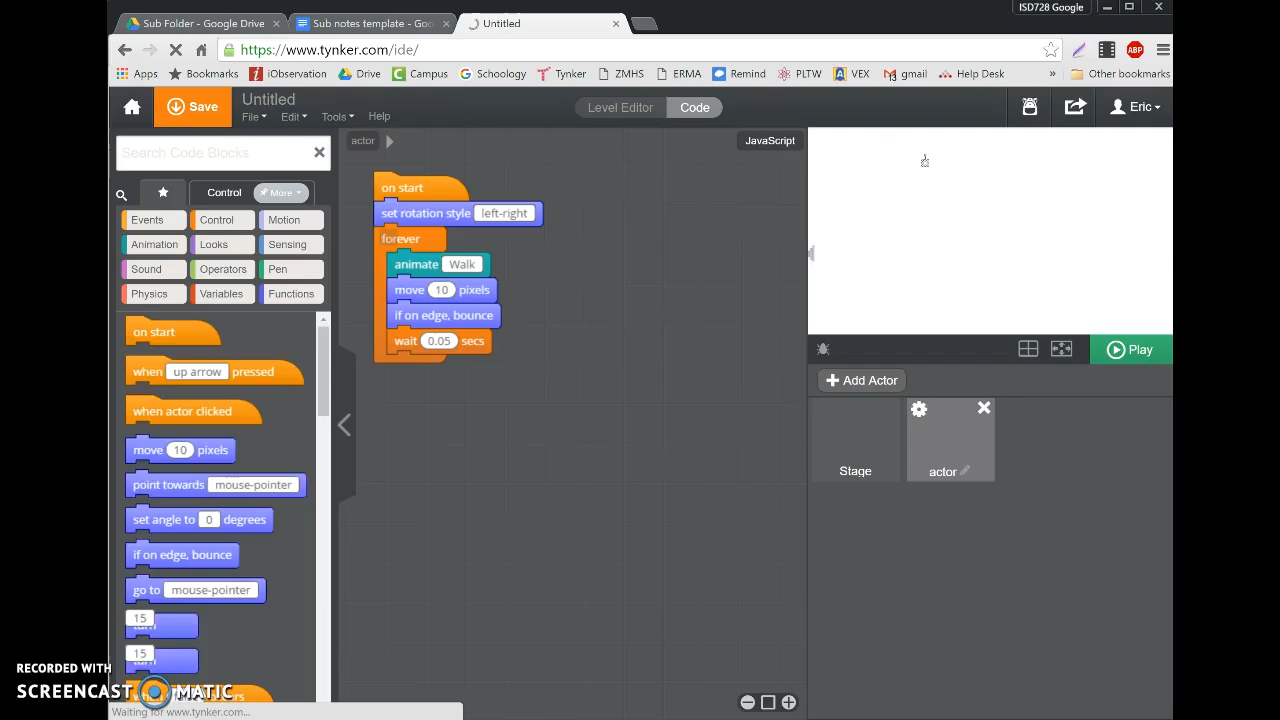 ISD728 Google
Sub Folder - Google Drive
Sub notes template - Goo
Untitled
https://www.tynker.com/ide/
Apps Bookmarks iObservation Drive Campus Schoology Tynker ZMHS ERMA Remind PLTW VEX gmail Help Desk » Other bookmarks
Save
Untitled
File Edit Tools Help
Level Editor Code
Eric
Search Code Blocks
actor
JavaScript
Control More
Events Control Motion
Animation Looks Sensing
Sound Operators Pen
Physics Variables Functions
on start
when up arrow pressed
when actor clicked
move 10 pixels
point towards mouse-pointer
set angle to 0 degrees
if on edge, bounce
go to mouse-pointer
15
turn
15
turn
on start
set rotation style left-right
forever
animate Walk
move 10 pixels
if on edge, bounce
wait 0.05 secs
Play
+ Add Actor
Stage
actor
RECORDED WITH
SCREENCAST MATIC
Waiting for www.tynker.com...